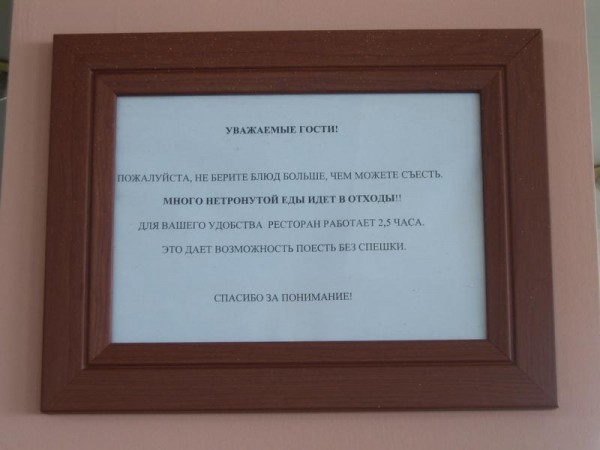 УВАЖАЕМЫЕ ГОСТИ!
ПОЖАЛУЙСТА, НЕ БЕРИТЕ БЛЮД БОЛЬШЕ, ЧЕМ МОЖЕТЕ СЪЕСТЬ.
МНОГО НЕТРОНУТОЙ ЕДЫ ИДЕТ В ОТХОДЫ!!
ДЛЯ ВАШЕГО УДОБСТВА РЕСТОРАН РАБОТАЕТ 2,5 ЧАСА.
ЭТО ДАЕТ ВОЗМОЖНОСТЬ ПОЕСТЬ БЕЗ СПЕШКИ.
СПАСИБО ЗА ПОНИМАНИЕ!